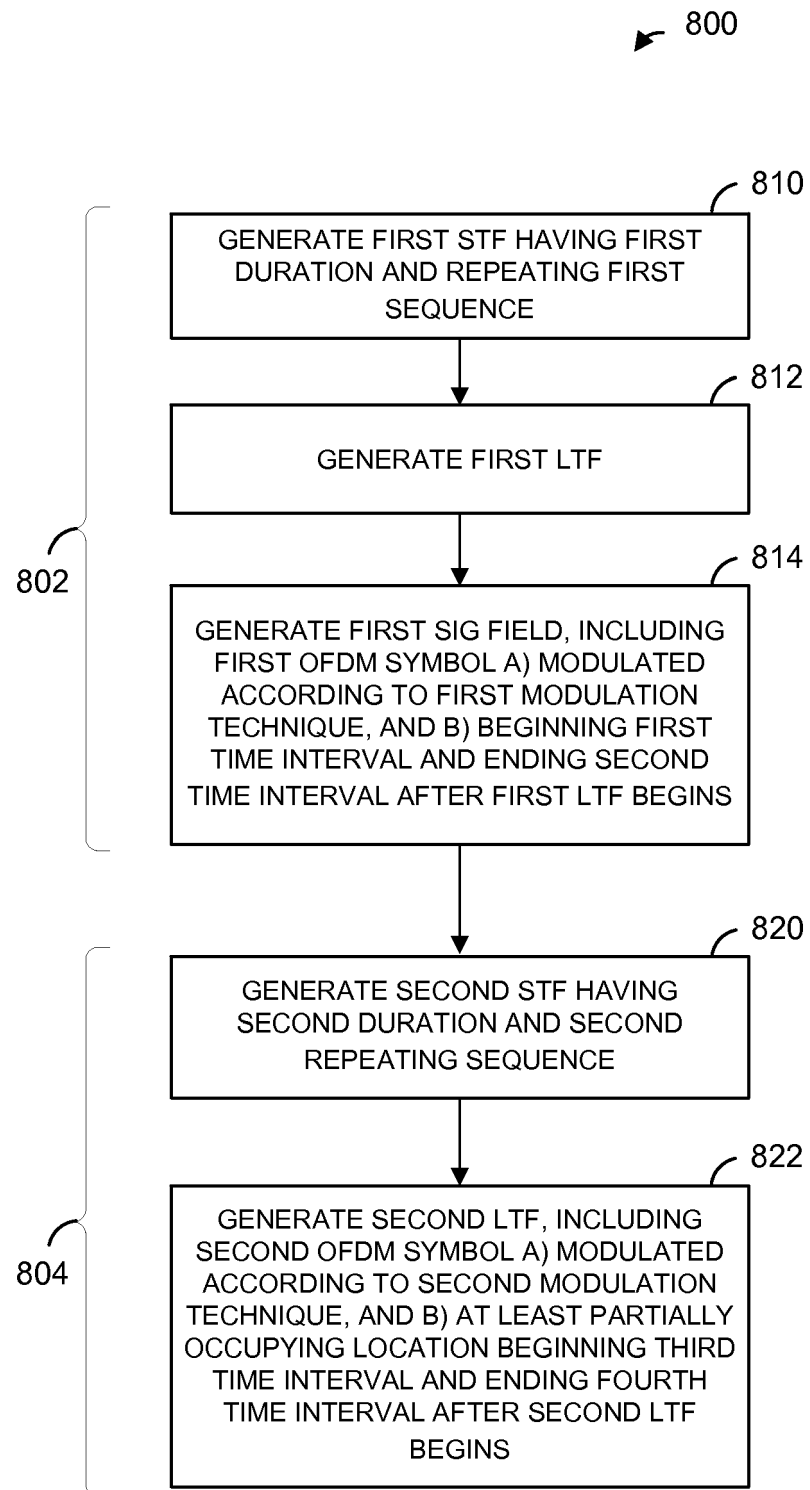 800
810
GENERATE FIRST STF HAVING FIRST
DURATION AND REPEATING FIRST
SEQUENCE
812
GENERATE FIRST LTF
802
814
GENERATE FIRST SIG FIELD, INCLUDING
FIRST OFDM SYMBOL A) MODULATED
ACCORDING TO FIRST MODULATION
TECHNIQUE, AND B) BEGINNING FIRST
TIME INTERVAL AND ENDING SECOND
TIME INTERVAL AFTER FIRST LTF BEGINS
820
GENERATE SECOND STF HAVING
SECOND DURATION AND SECOND
REPEATING SEQUENCE
804
822
GENERATE SECOND LTF, INCLUDING
SECOND OFDM SYMBOL A) MODULATED
ACCORDING TO SECOND MODULATION
TECHNIQUE, AND B) AT LEAST PARTIALLY
OCCUPYING LOCATION BEGINNING THIRD
TIME INTERVAL AND ENDING FOURTH
TIME INTERVAL AFTER SECOND LTF
BEGINS